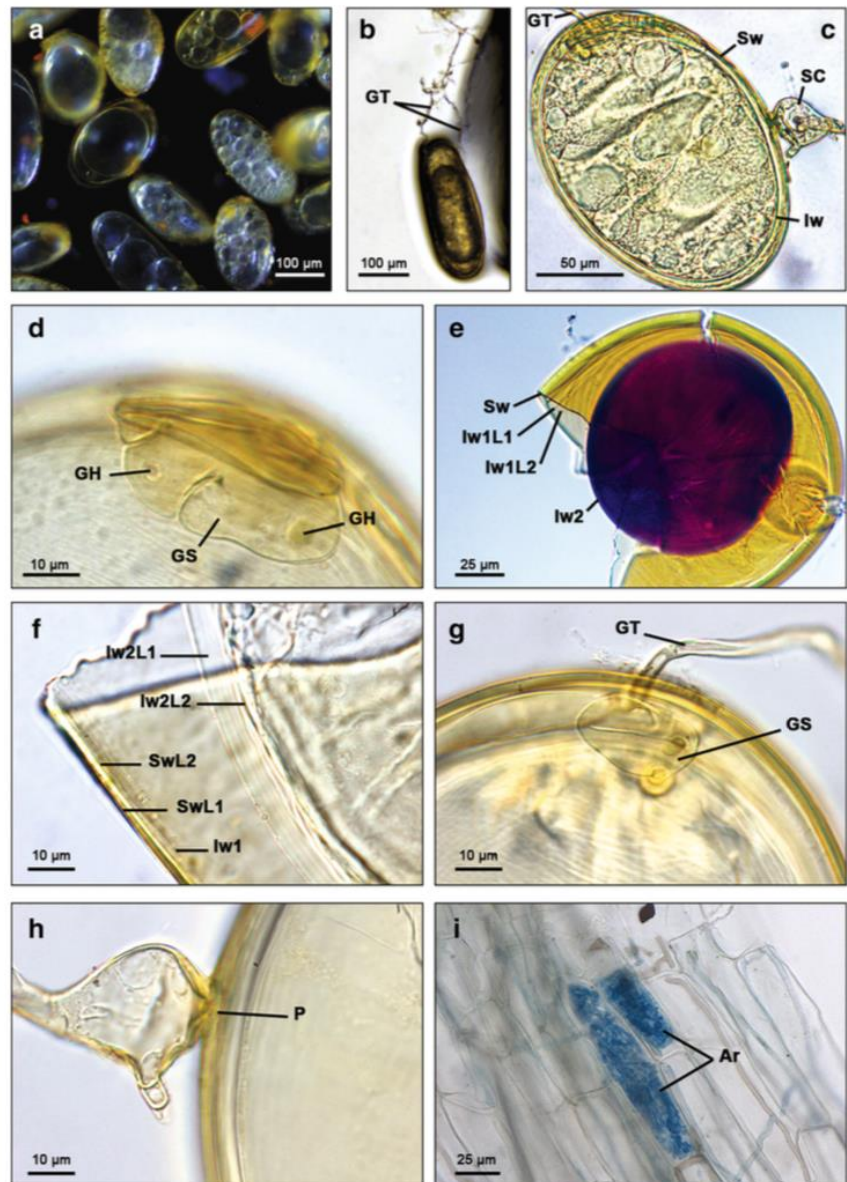 a
100 µm
b
GT
100 µm
GT
Sw
c
SC
Iw
50 µm
d
GH
GS
GH
10 µm
e
Sw
Iw1L1
Iw1L2
Iw2
25 µm
f
Iw2L1
Iw2L2
SwL2
SwL1
Iw1
10 µm
g
GT
GS
10 µm
h
P
10 µm
i
Ar
25 µm